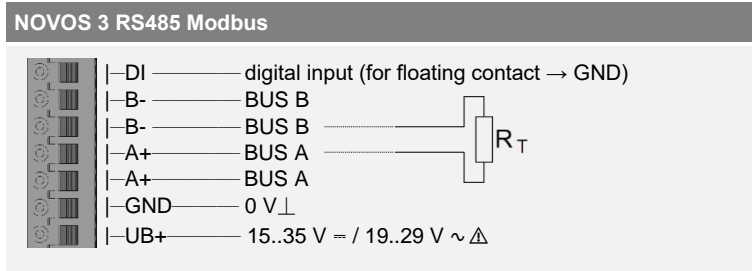 NOVOS 3 RS485 Modbus
DI digital input (for floating contact → GND)
B- BUS B
B- BUS B
A+ BUS A
A+ BUS A
GND 0 V⊥
UB+ 15..35 V ⎓ / 19..29 V ∿ ⚠
R T